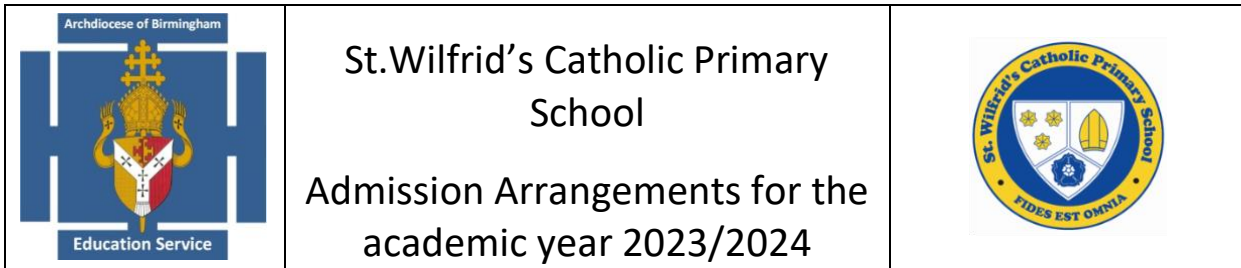 Archdiocese of Birmingham
Education Service
St.Wilfrid's Catholic Primary
School
Admission Arrangements for the
academic year 2023/2024
St. Wilfrid's Catholic Primary School
FIDES EST OMNIA